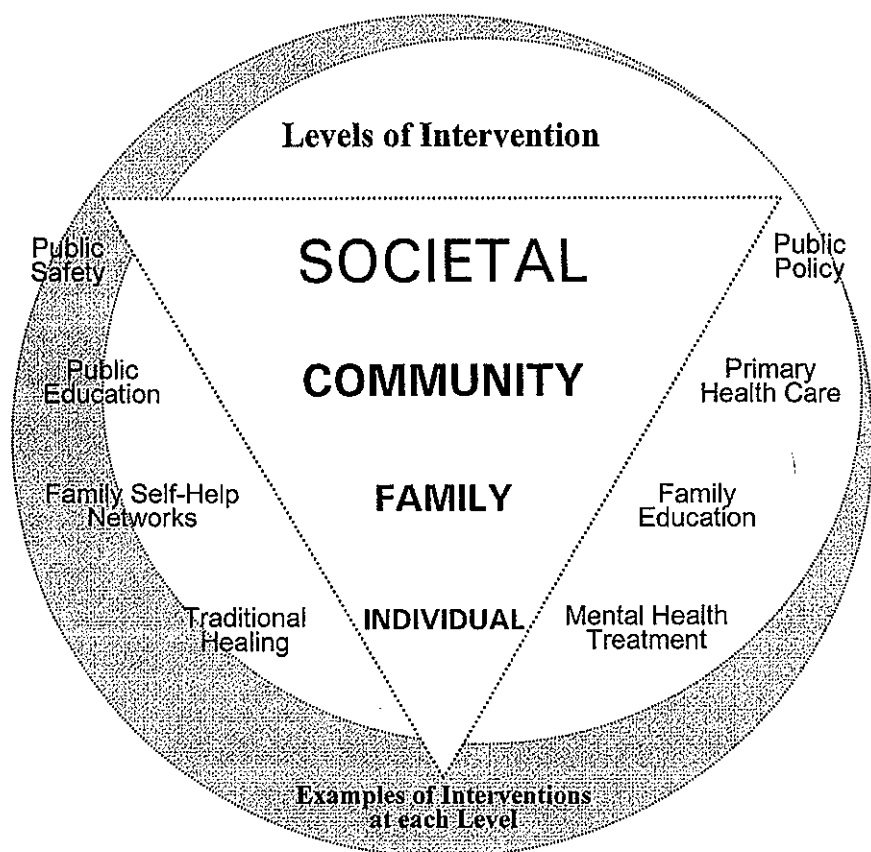 Levels of Intervention
SOCIETAL
Public
Safety
Public
Policy
COMMUNITY
Public
Education
Primary
Health Care
FAMILY
Family Self-Help
Networks
Family
Education
INDIVIDUAL
Traditional
Healing
Mental Health
Treatment
Examples of Interventions
at each Level